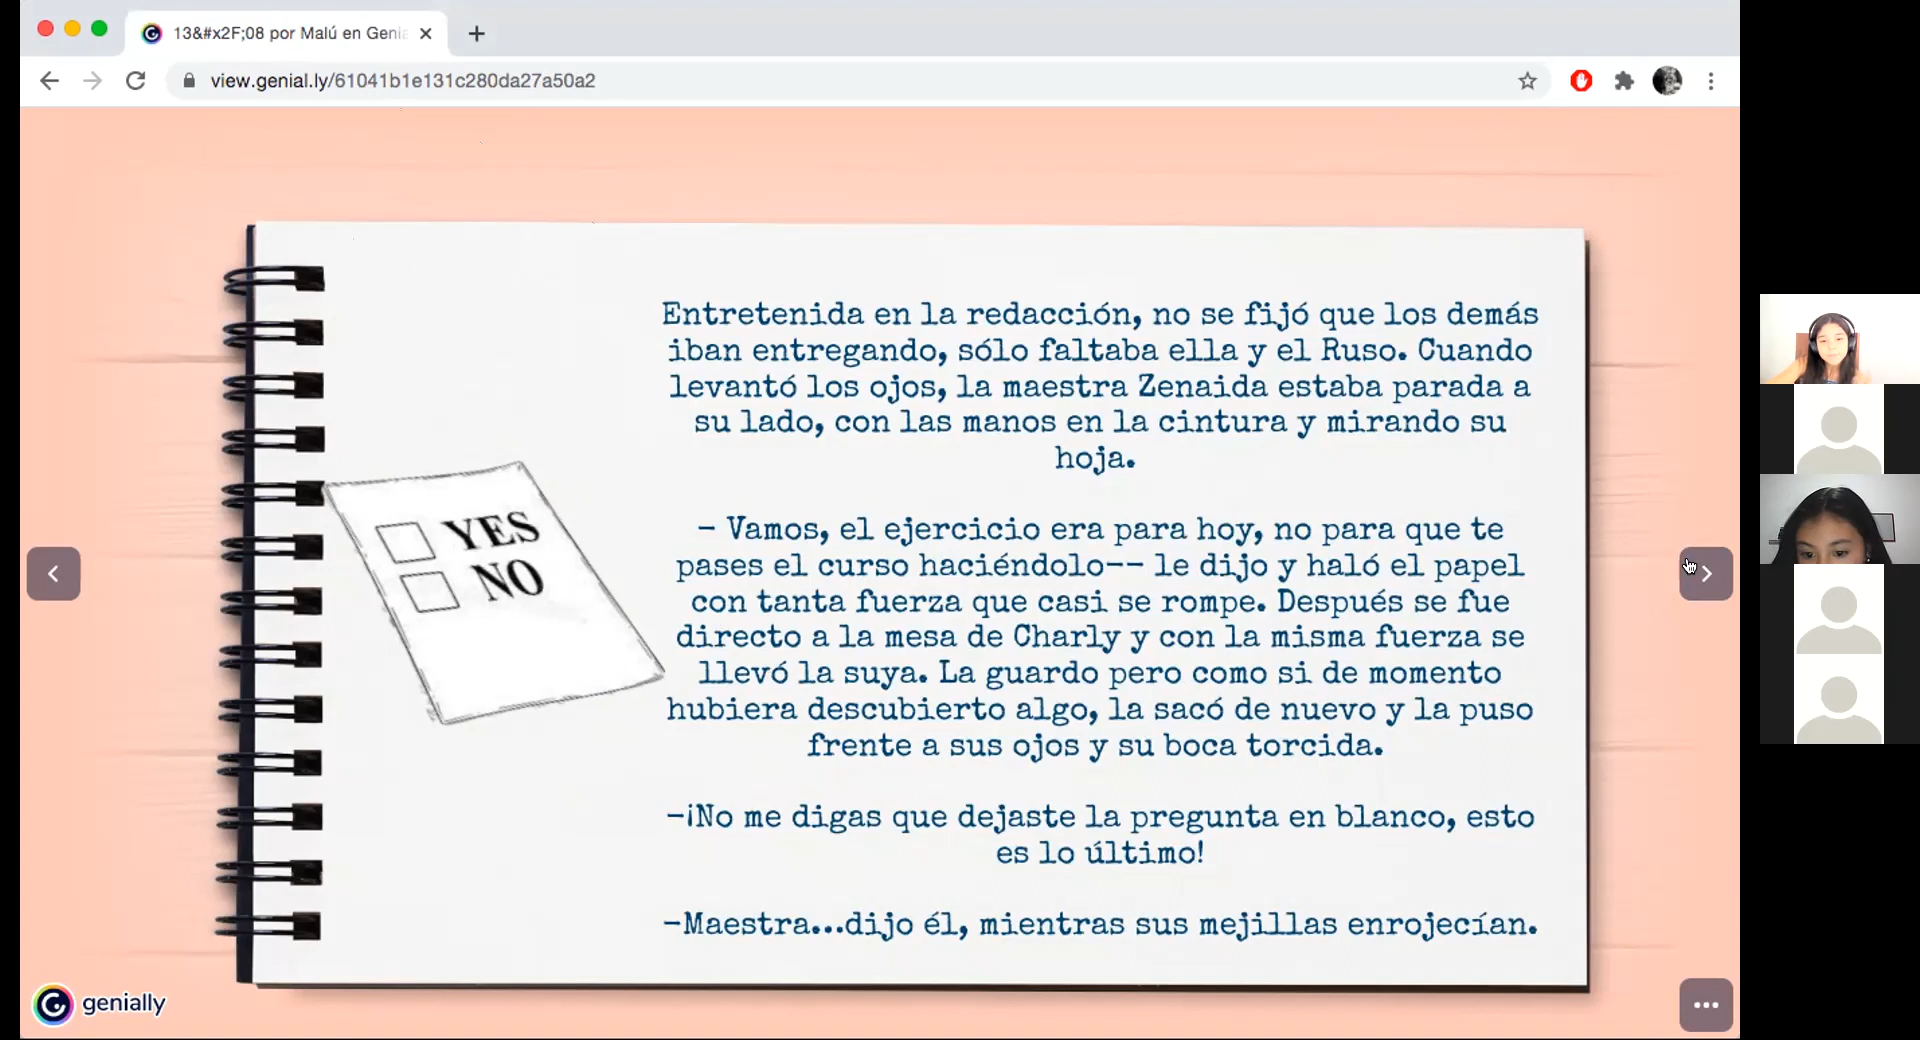 13&#x2F;08 por Malú en Genia
view.genial.ly/61041b1e131c280da27a50a2
Entretenida en la redacción, no se fijó que los demás
iban entregando, sólo faltaba ella y el Ruso. Cuando
levantó los ojos, la maestra Zenaida estaba parada a
su lado, con las manos en la cintura y mirando su
hoja.
- Vamos, el ejercicio era para hoy, no para que te
pases el curso haciéndolo-- le dijo y haló el papel
con tanta fuerza que casi se rompe. Después se fue
directo a la mesa de Charly y con la misma fuerza se
llevó la suya. La guardo pero como si de momento
hubiera descubierto algo, la sacó de nuevo y la puso
frente a sus ojos y su boca torcida.
-¡No me digas que dejaste la pregunta en blanco, esto
es lo último!
-Maestra...dijo él, mientras sus mejillas enrojecían.
YES
NO
genially